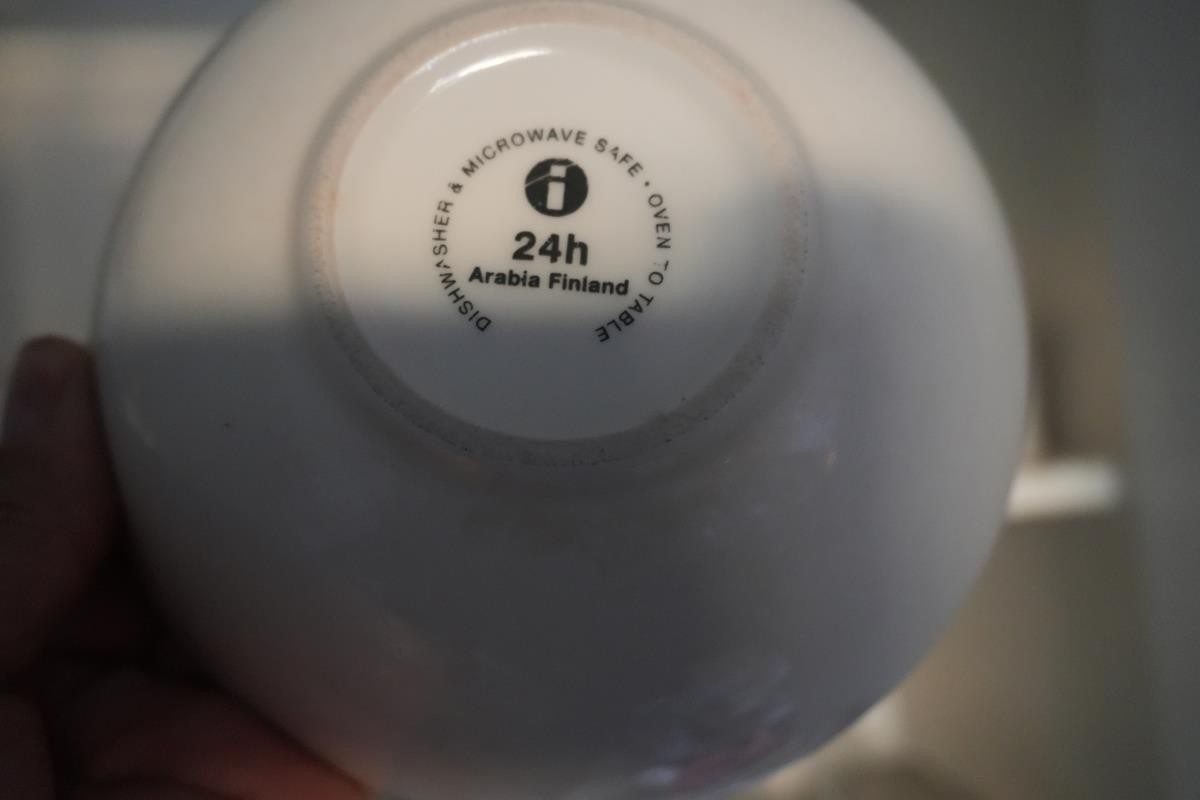 DISHWASHER & MICROWAVE SAFE · OVEN TO TABLE
i
24h
Arabia Finland